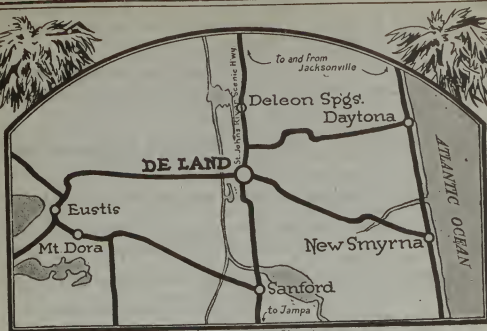 To and from
Jacksonville
St. Johns River Scenic Hwy
Deleon Spgs.
Daytona
DE LAND
ATLANTIC OCEAN
Eustis
Mt. Dora
New Smyrna
Sanford
to Tampa